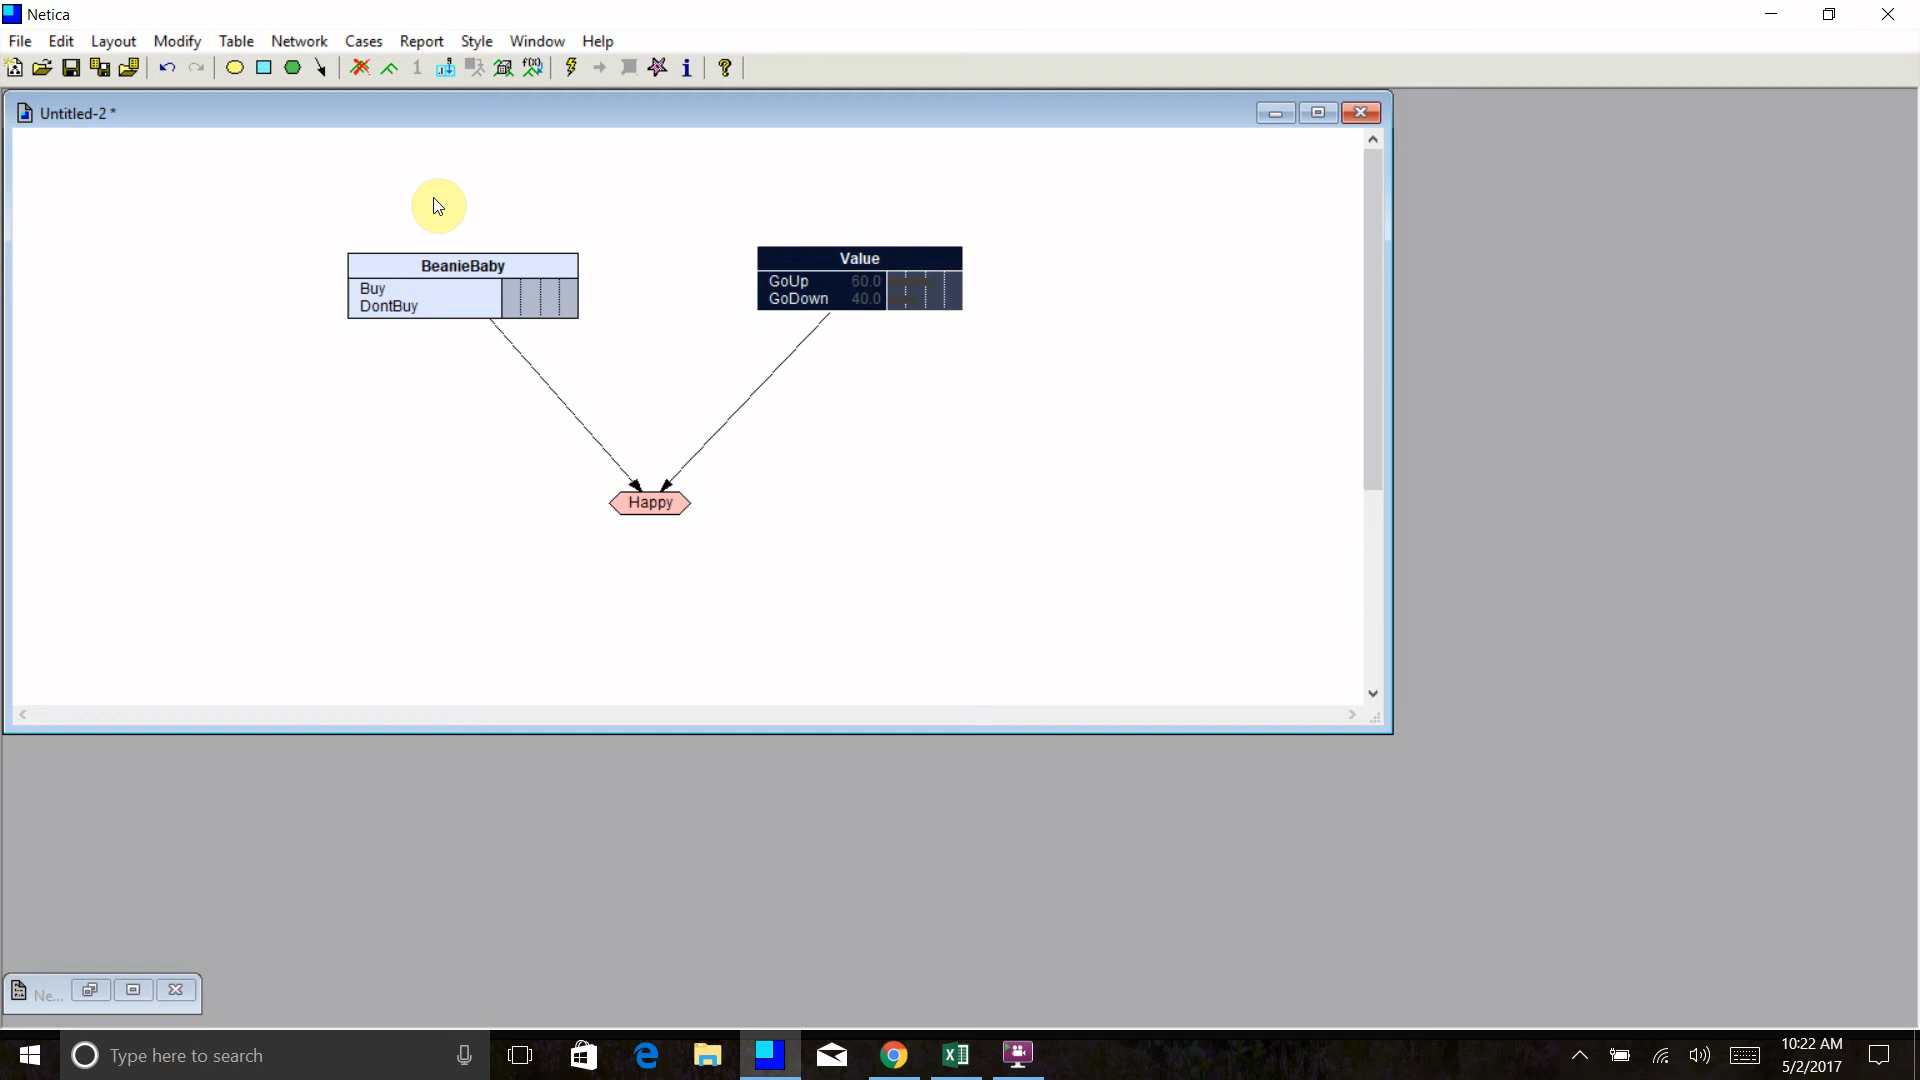 Netica
File Edit Layout Modify Table Network Cases Report Style Window Help
1 f(x) i ?
Untitled-2 *
BeanieBaby
Buy
DontBuy
Value
GoUp 60.0
GoDown 40.0
Happy
Ne...
Type here to search
10:22 AM
5/2/2017